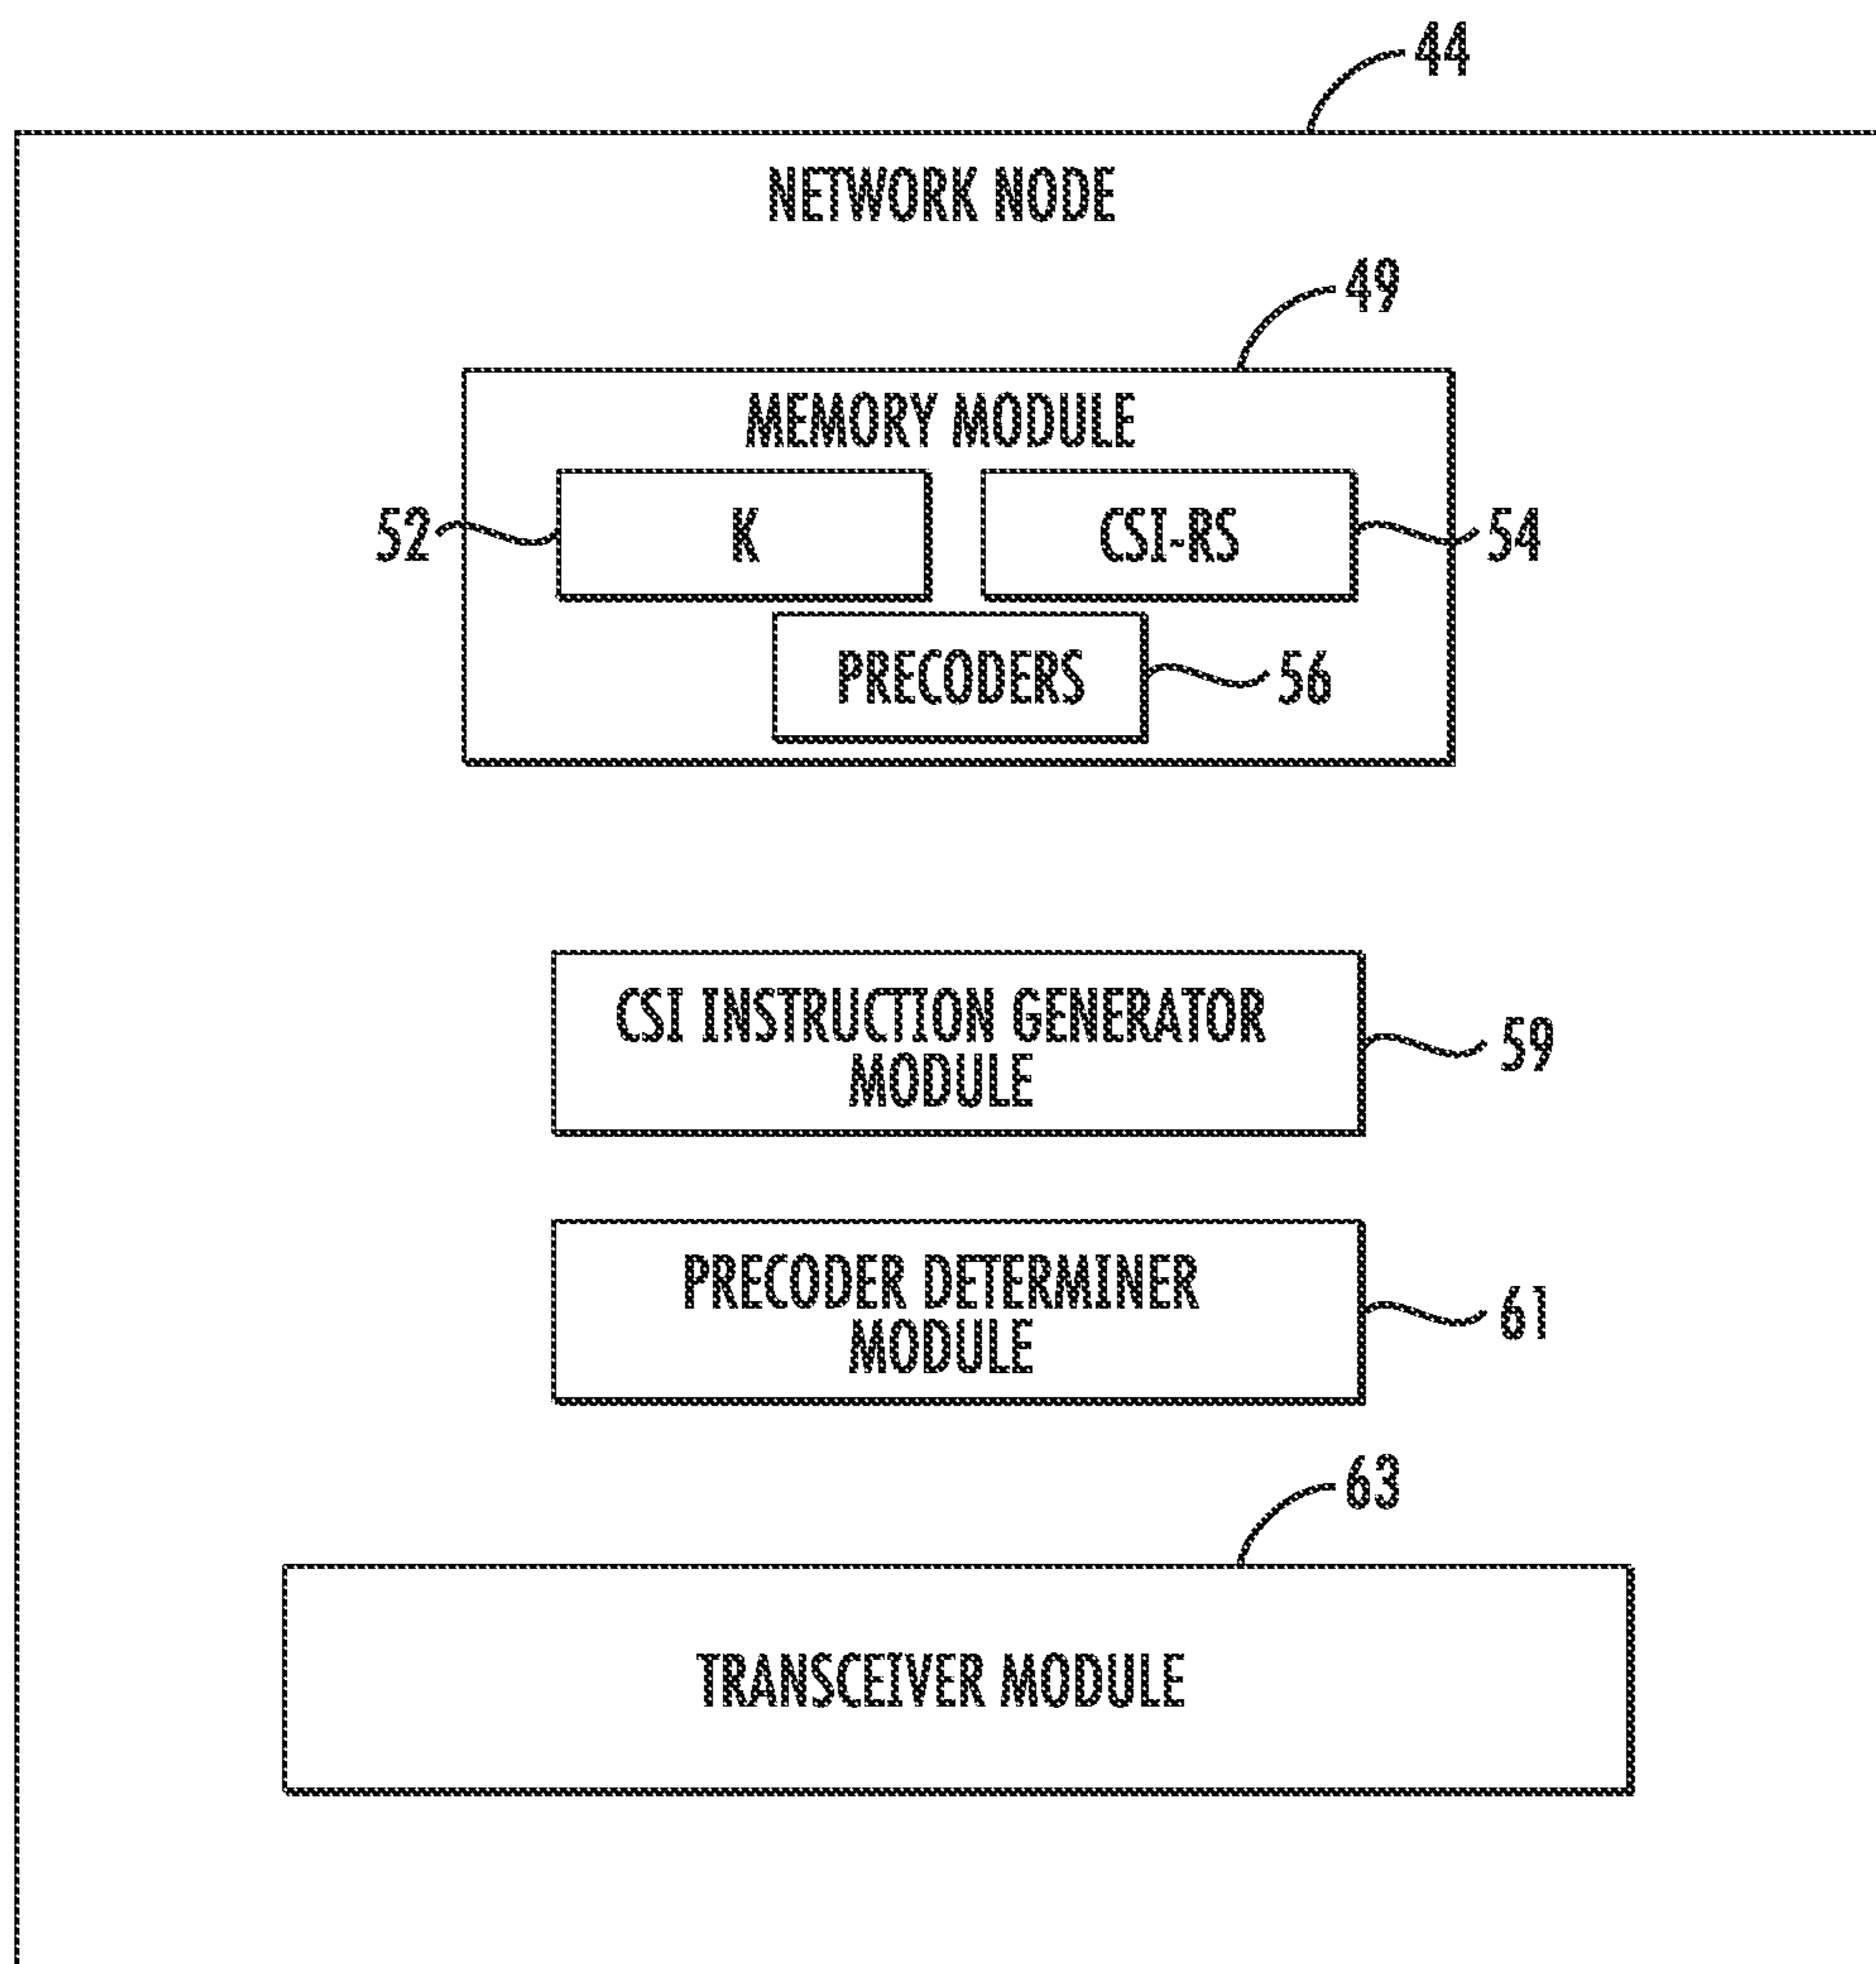 44
NETWORK NODE
49
MEMORY MODULE
52 K CSI-RS 54
PRECODERS 56
CSI INSTRUCTION GENERATOR
MODULE
59
PRECODER DETERMINER
MODULE
61
63
TRANSCEIVER MODULE